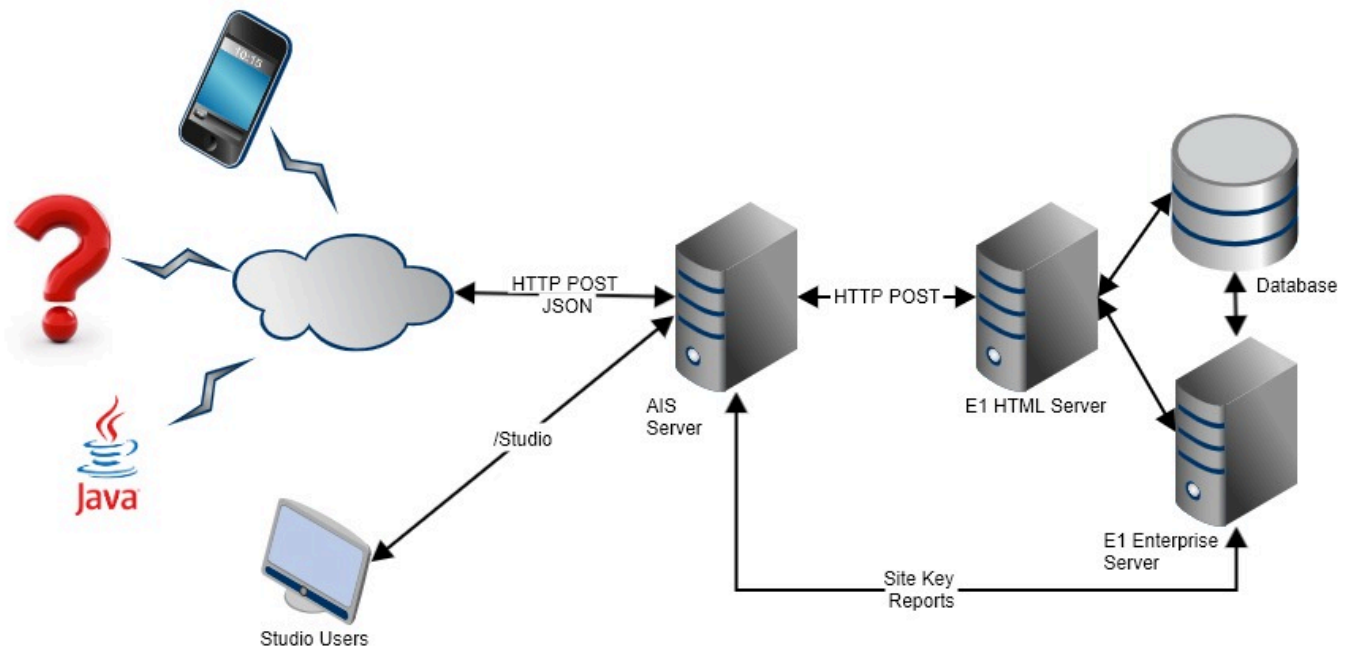 10:15
HTTP POST
JSON
HTTP POST
Database
AIS
Server
E1 HTML Server
/Studio
Java
E1 Enterprise
Server
Site Key
Reports
Studio Users